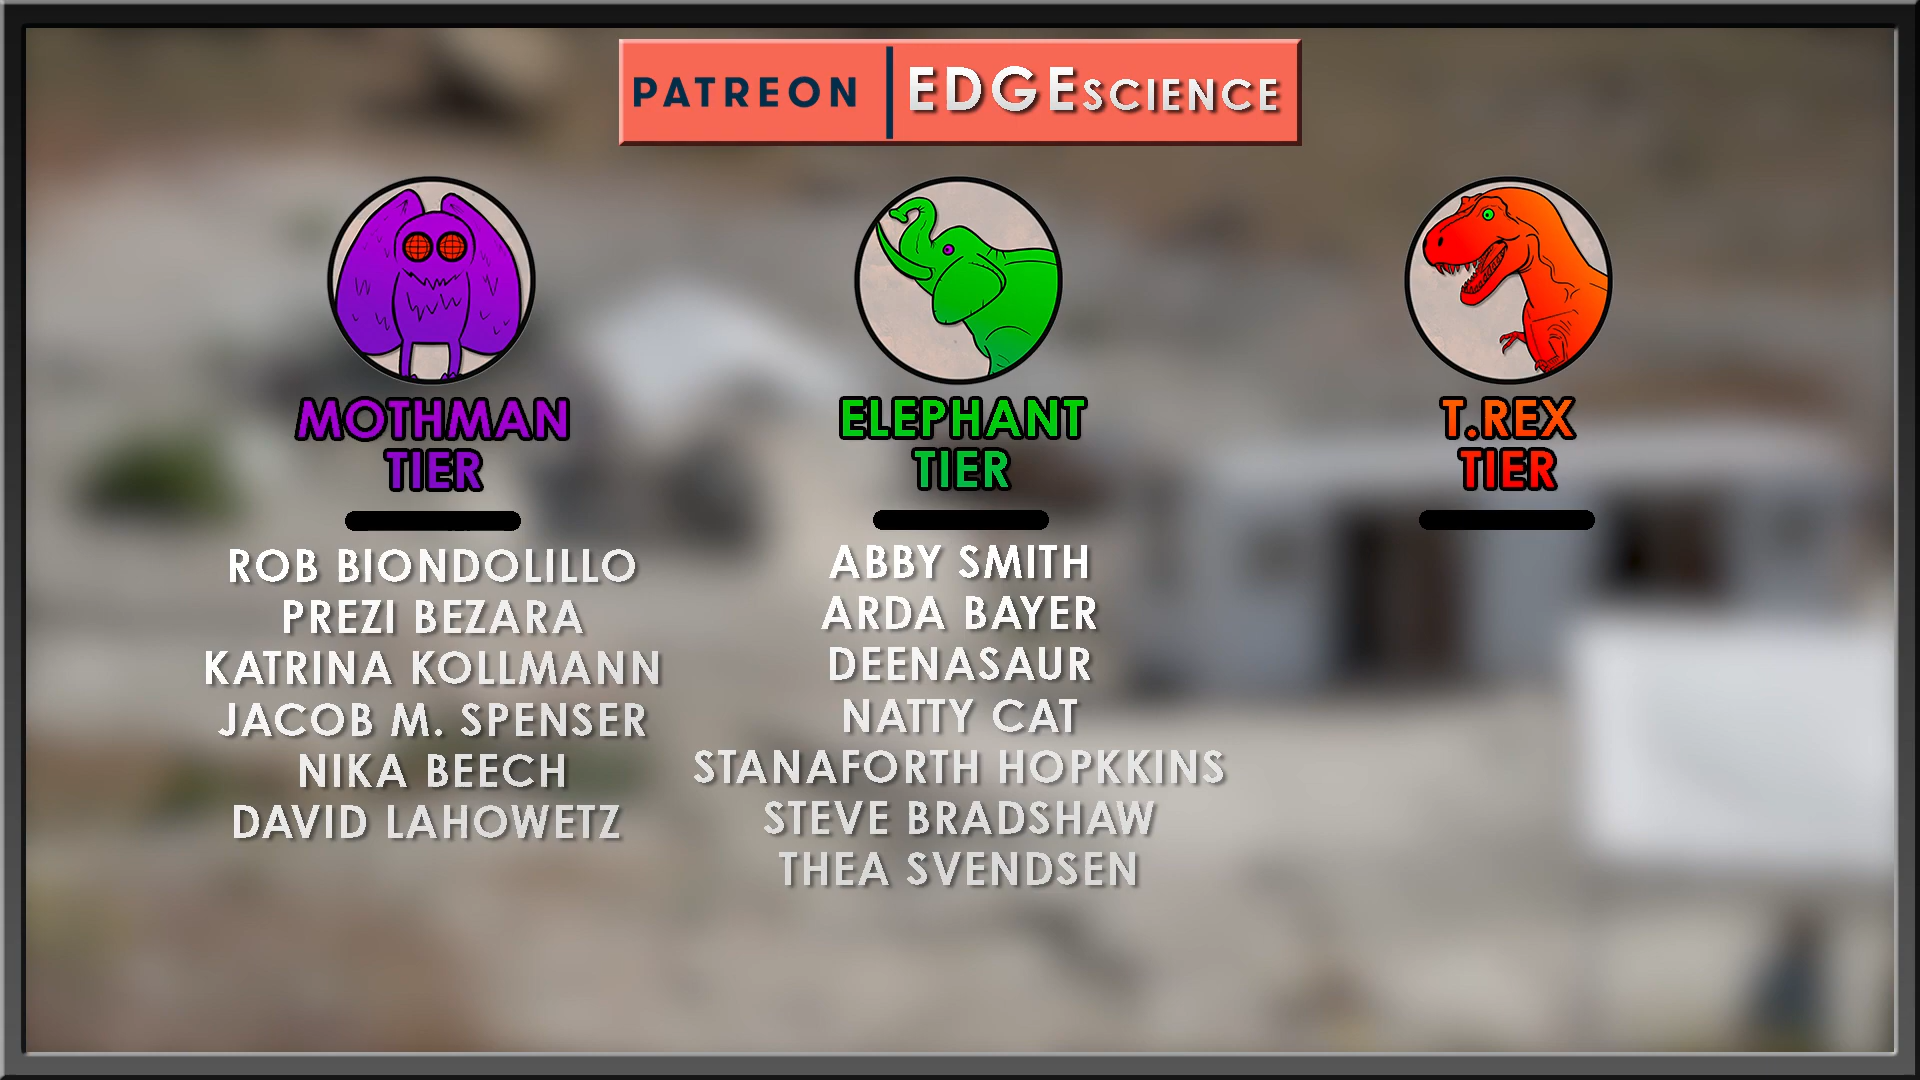 PATREON | EDGESCIENCE
MOTHMAN
TIER
ROB BIONDOLILLO
PREZI BEZARA
KATRINA KOLLMANN
JACOB M. SPENSER
NIKA BEECH
DAVID LAHOWETZ
ELEPHANT
TIER
ABBY SMITH
ARDA BAYER
DEENASAUR
NATTY CAT
STANAFORTH HOPKKINS
STEVE BRADSHAW
THEA SVENDSEN
T.REX
TIER